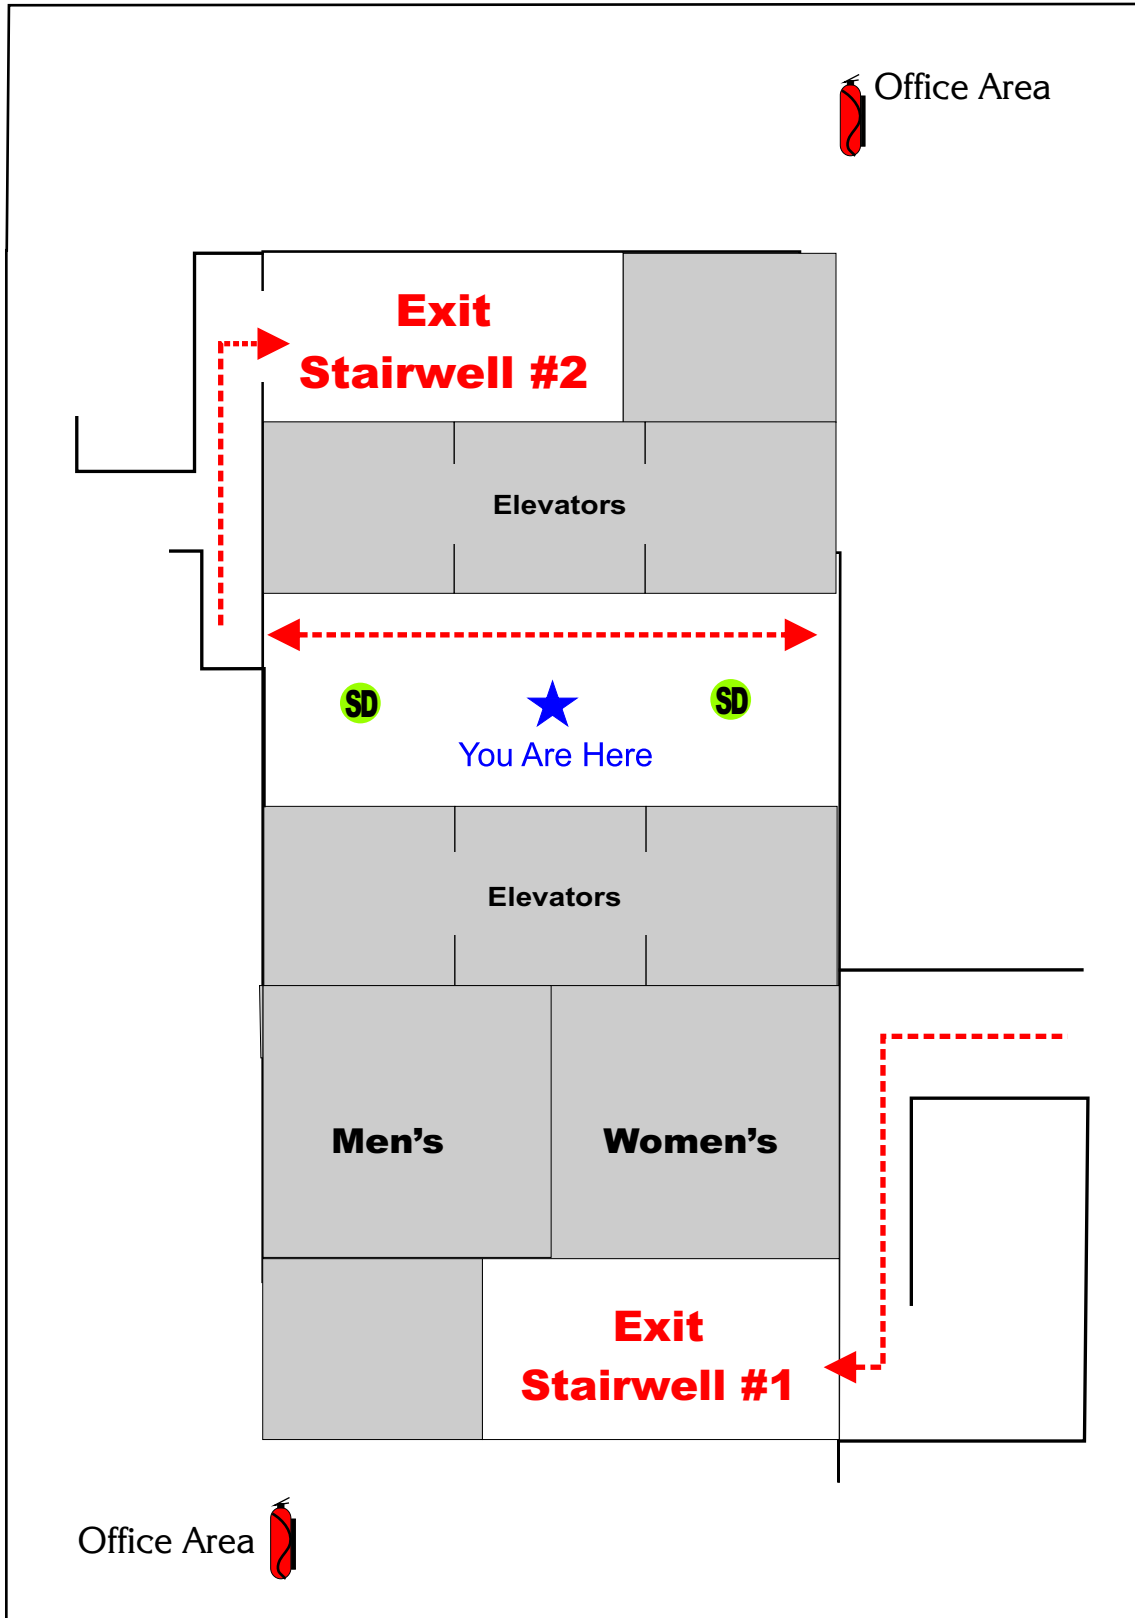 Office Area
Exit
Stairwell #2
Elevators
SD
SD
You Are Here
Elevators
Men’s
Women’s
Exit
Stairwell #1
Office Area